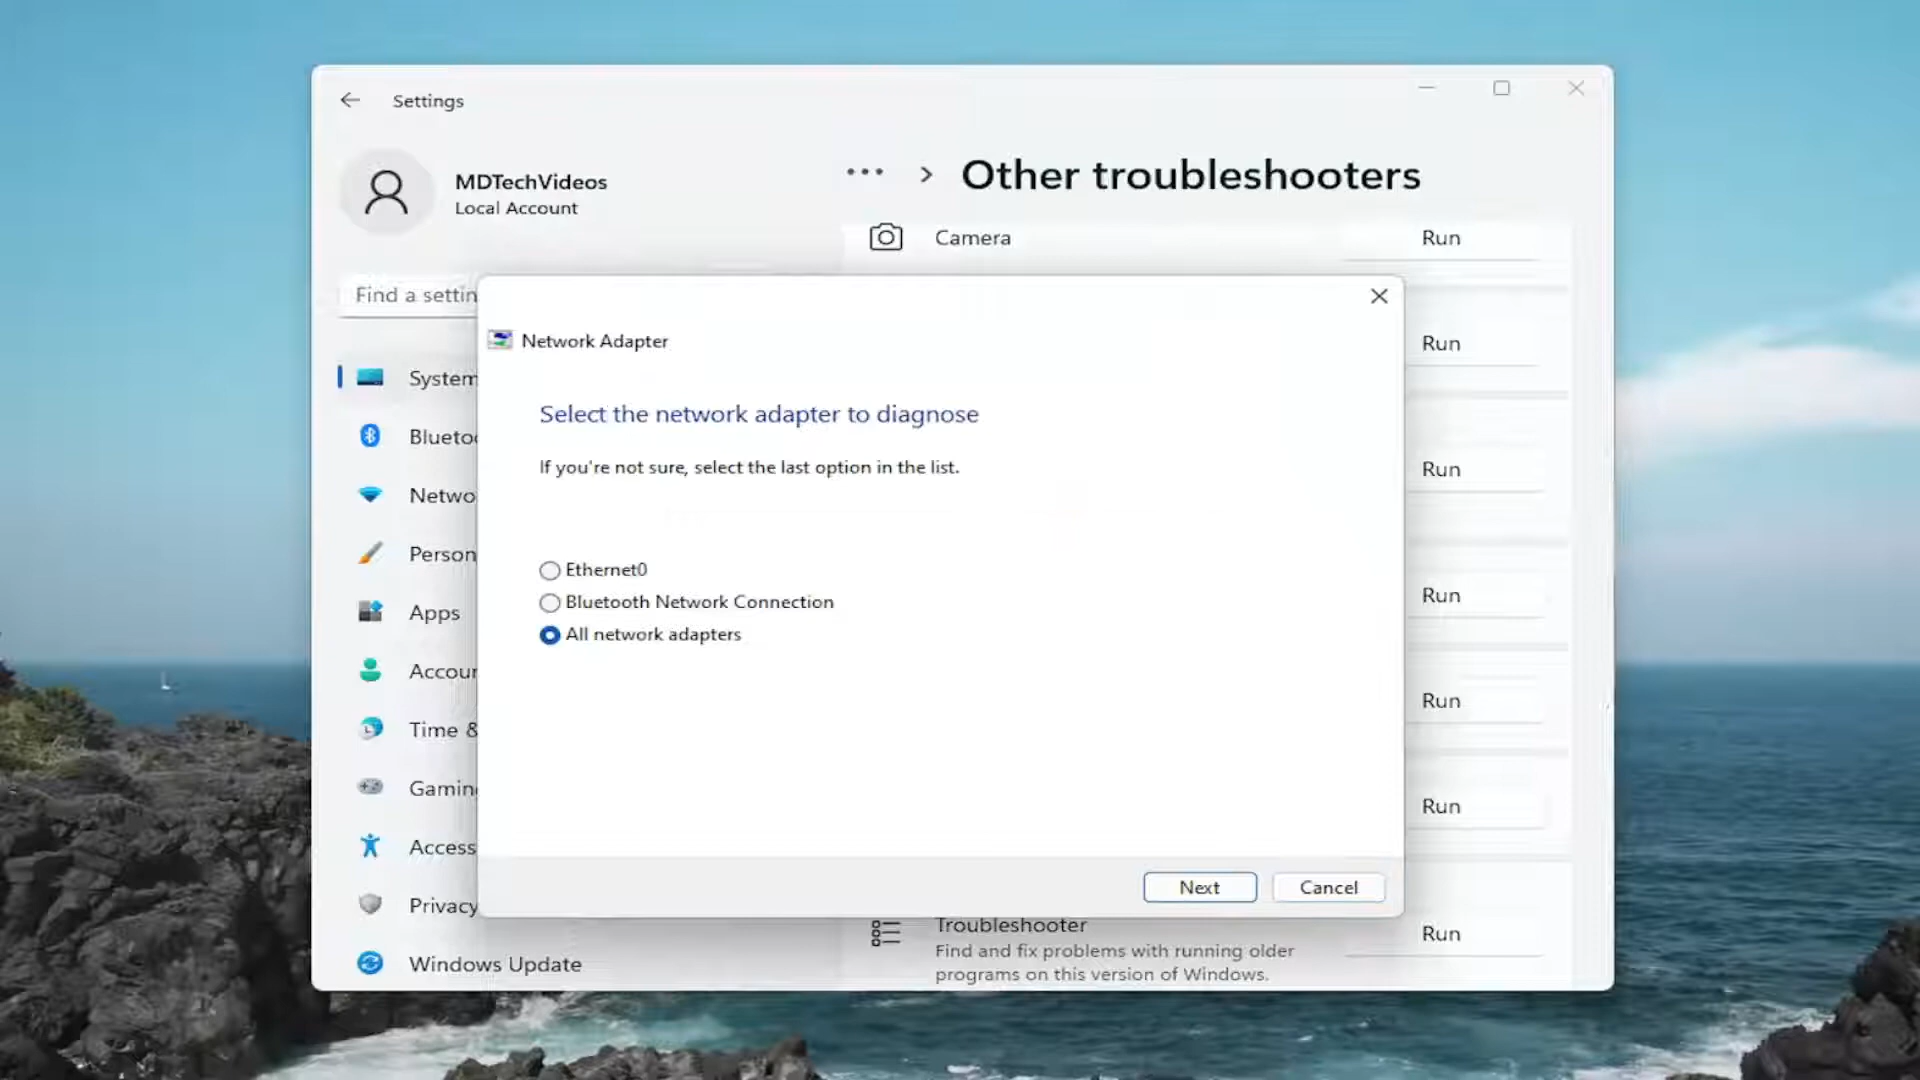 Settings
MDTechVideos
Local Account
Find a settin
System
Bluetoo
Netwo
Person
Apps
Accour
Time &
Gaming
Access
Privacy
Windows Update
... > Other troubleshooters
Camera Run
Run
Run
Run
Run
Run
Network Adapter
Select the network adapter to diagnose
If you're not sure, select the last option in the list.
Ethernet0
Bluetooth Network Connection
All network adapters
Next Cancel
Troubleshooter
Find and fix problems with running older
programs on this version of Windows.
Run